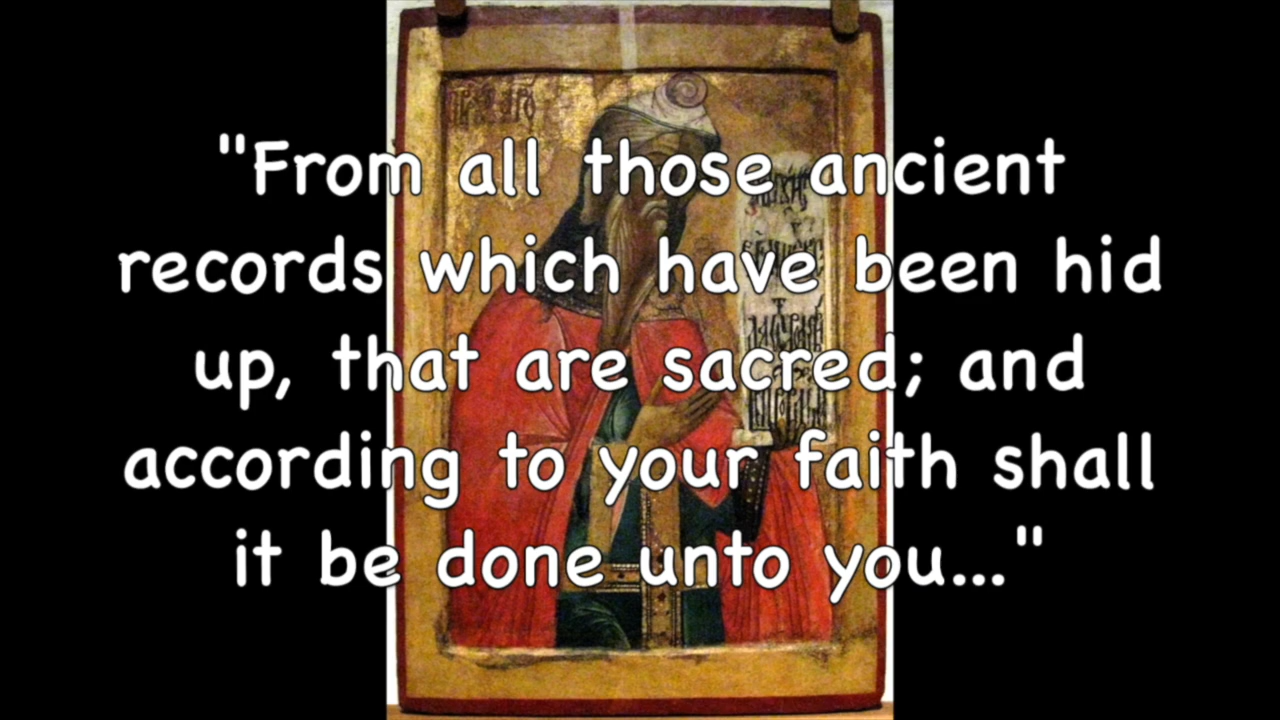 "From all those ancient
records which have been hid
up, that are sacred; and
according to your faith shall
it be done unto you..."